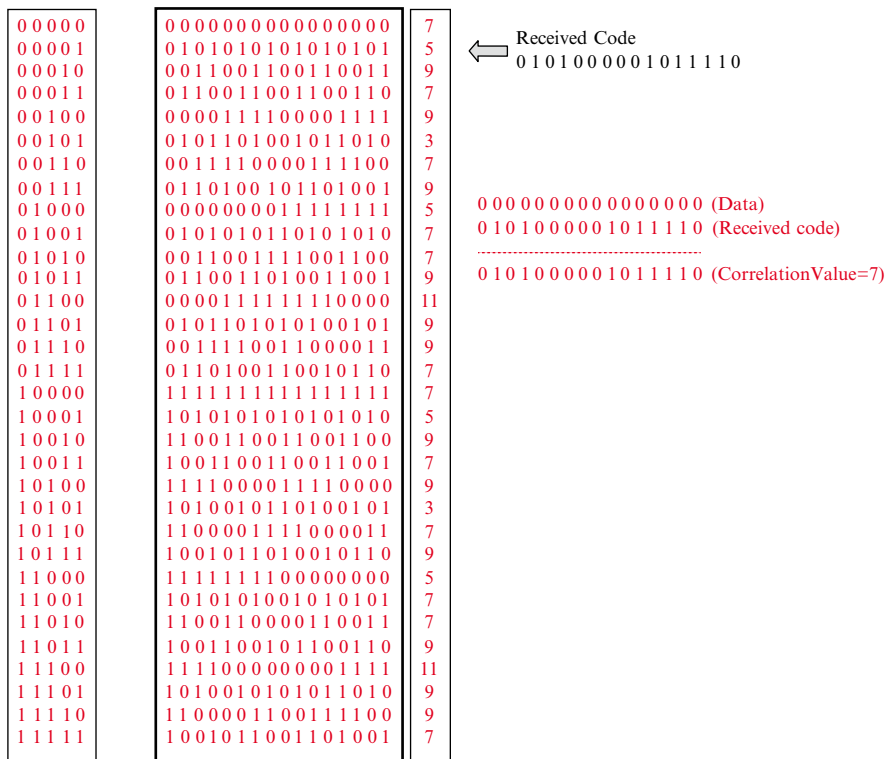 0 0 0 0 0 0 0 0 0 0 0 0 0 0 0 0 0 0 0 0 0 7
0 0 0 0 1 0 1 0 1 0 1 0 1 0 1 0 1 0 1 0 1 5
0 0 0 1 0 0 0 1 1 0 0 1 1 0 0 1 1 0 0 1 1 9
0 0 0 1 1 0 1 1 0 0 1 1 0 0 1 1 0 0 1 1 0 7
0 0 1 0 0 0 0 0 0 1 1 1 1 0 0 0 0 1 1 1 1 9
0 0 1 0 1 0 1 0 1 1 0 1 0 0 1 0 1 1 0 1 0 3
0 0 1 1 0 0 0 1 1 1 1 0 0 0 0 1 1 1 1 0 0 7
0 0 1 1 1 0 1 1 0 1 0 0 1 0 1 1 0 1 0 0 1 9
0 1 0 0 0 0 0 0 0 0 0 0 0 1 1 1 1 1 1 1 1 5
0 1 0 0 1 0 1 0 1 0 1 0 1 1 0 1 0 1 0 1 0 7
0 1 0 1 0 0 0 1 1 0 0 1 1 1 1 0 0 1 1 0 0 7
0 1 0 1 1 0 1 1 0 0 1 1 0 1 0 0 1 1 0 0 1 9
0 1 1 0 0 0 0 0 0 1 1 1 1 1 1 1 1 0 0 0 0 11
0 1 1 0 1 0 1 0 1 1 0 1 0 1 0 1 0 0 1 0 1 9
0 1 1 1 0 0 0 1 1 1 1 0 0 1 1 0 0 0 0 1 1 9
0 1 1 1 1 0 1 1 0 1 0 0 1 1 0 0 1 0 1 1 0 7
1 0 0 0 0 1 1 1 1 1 1 1 1 1 1 1 1 1 1 1 1 7
1 0 0 0 1 1 0 1 0 1 0 1 0 1 0 1 0 1 0 1 0 5
1 0 0 1 0 1 1 0 0 1 1 0 0 1 1 0 0 1 1 0 0 9
1 0 0 1 1 1 0 0 1 1 0 0 1 1 0 0 1 1 0 0 1 7
1 0 1 0 0 1 1 1 1 0 0 0 0 1 1 1 1 0 0 0 0 9
1 0 1 0 1 1 0 1 0 0 1 0 1 1 0 1 0 0 1 0 1 3
1 0 1 1 0 1 1 0 0 0 0 1 1 1 1 0 0 0 0 1 1 7
1 0 1 1 1 1 0 0 1 0 1 1 0 1 0 0 1 0 1 1 0 9
1 1 0 0 0 1 1 1 1 1 1 1 1 0 0 0 0 0 0 0 0 5
1 1 0 0 1 1 0 1 0 1 0 1 0 0 1 0 1 0 1 0 1 7
1 1 0 1 0 1 1 0 0 1 1 0 0 0 0 1 1 0 0 1 1 7
1 1 0 1 1 1 0 0 1 1 0 0 1 0 1 1 0 0 1 1 0 9
1 1 1 0 0 1 1 1 1 0 0 0 0 0 0 0 0 1 1 1 1 11
1 1 1 0 1 1 0 1 0 0 1 0 1 0 1 0 1 1 0 1 0 9
1 1 1 1 0 1 1 0 0 0 0 1 1 0 0 1 1 1 1 0 0 9
1 1 1 1 1 1 0 0 1 0 1 1 0 0 1 1 0 1 0 0 1 7
Received Code
0 1 0 1 0 0 0 0 0 1 0 1 1 1 1 0
0 0 0 0 0 0 0 0 0 0 0 0 0 0 0 0 (Data)
0 1 0 1 0 0 0 0 0 1 0 1 1 1 1 0 (Received code)
0 1 0 1 0 0 0 0 0 1 0 1 1 1 1 0 (CorrelationValue=7)